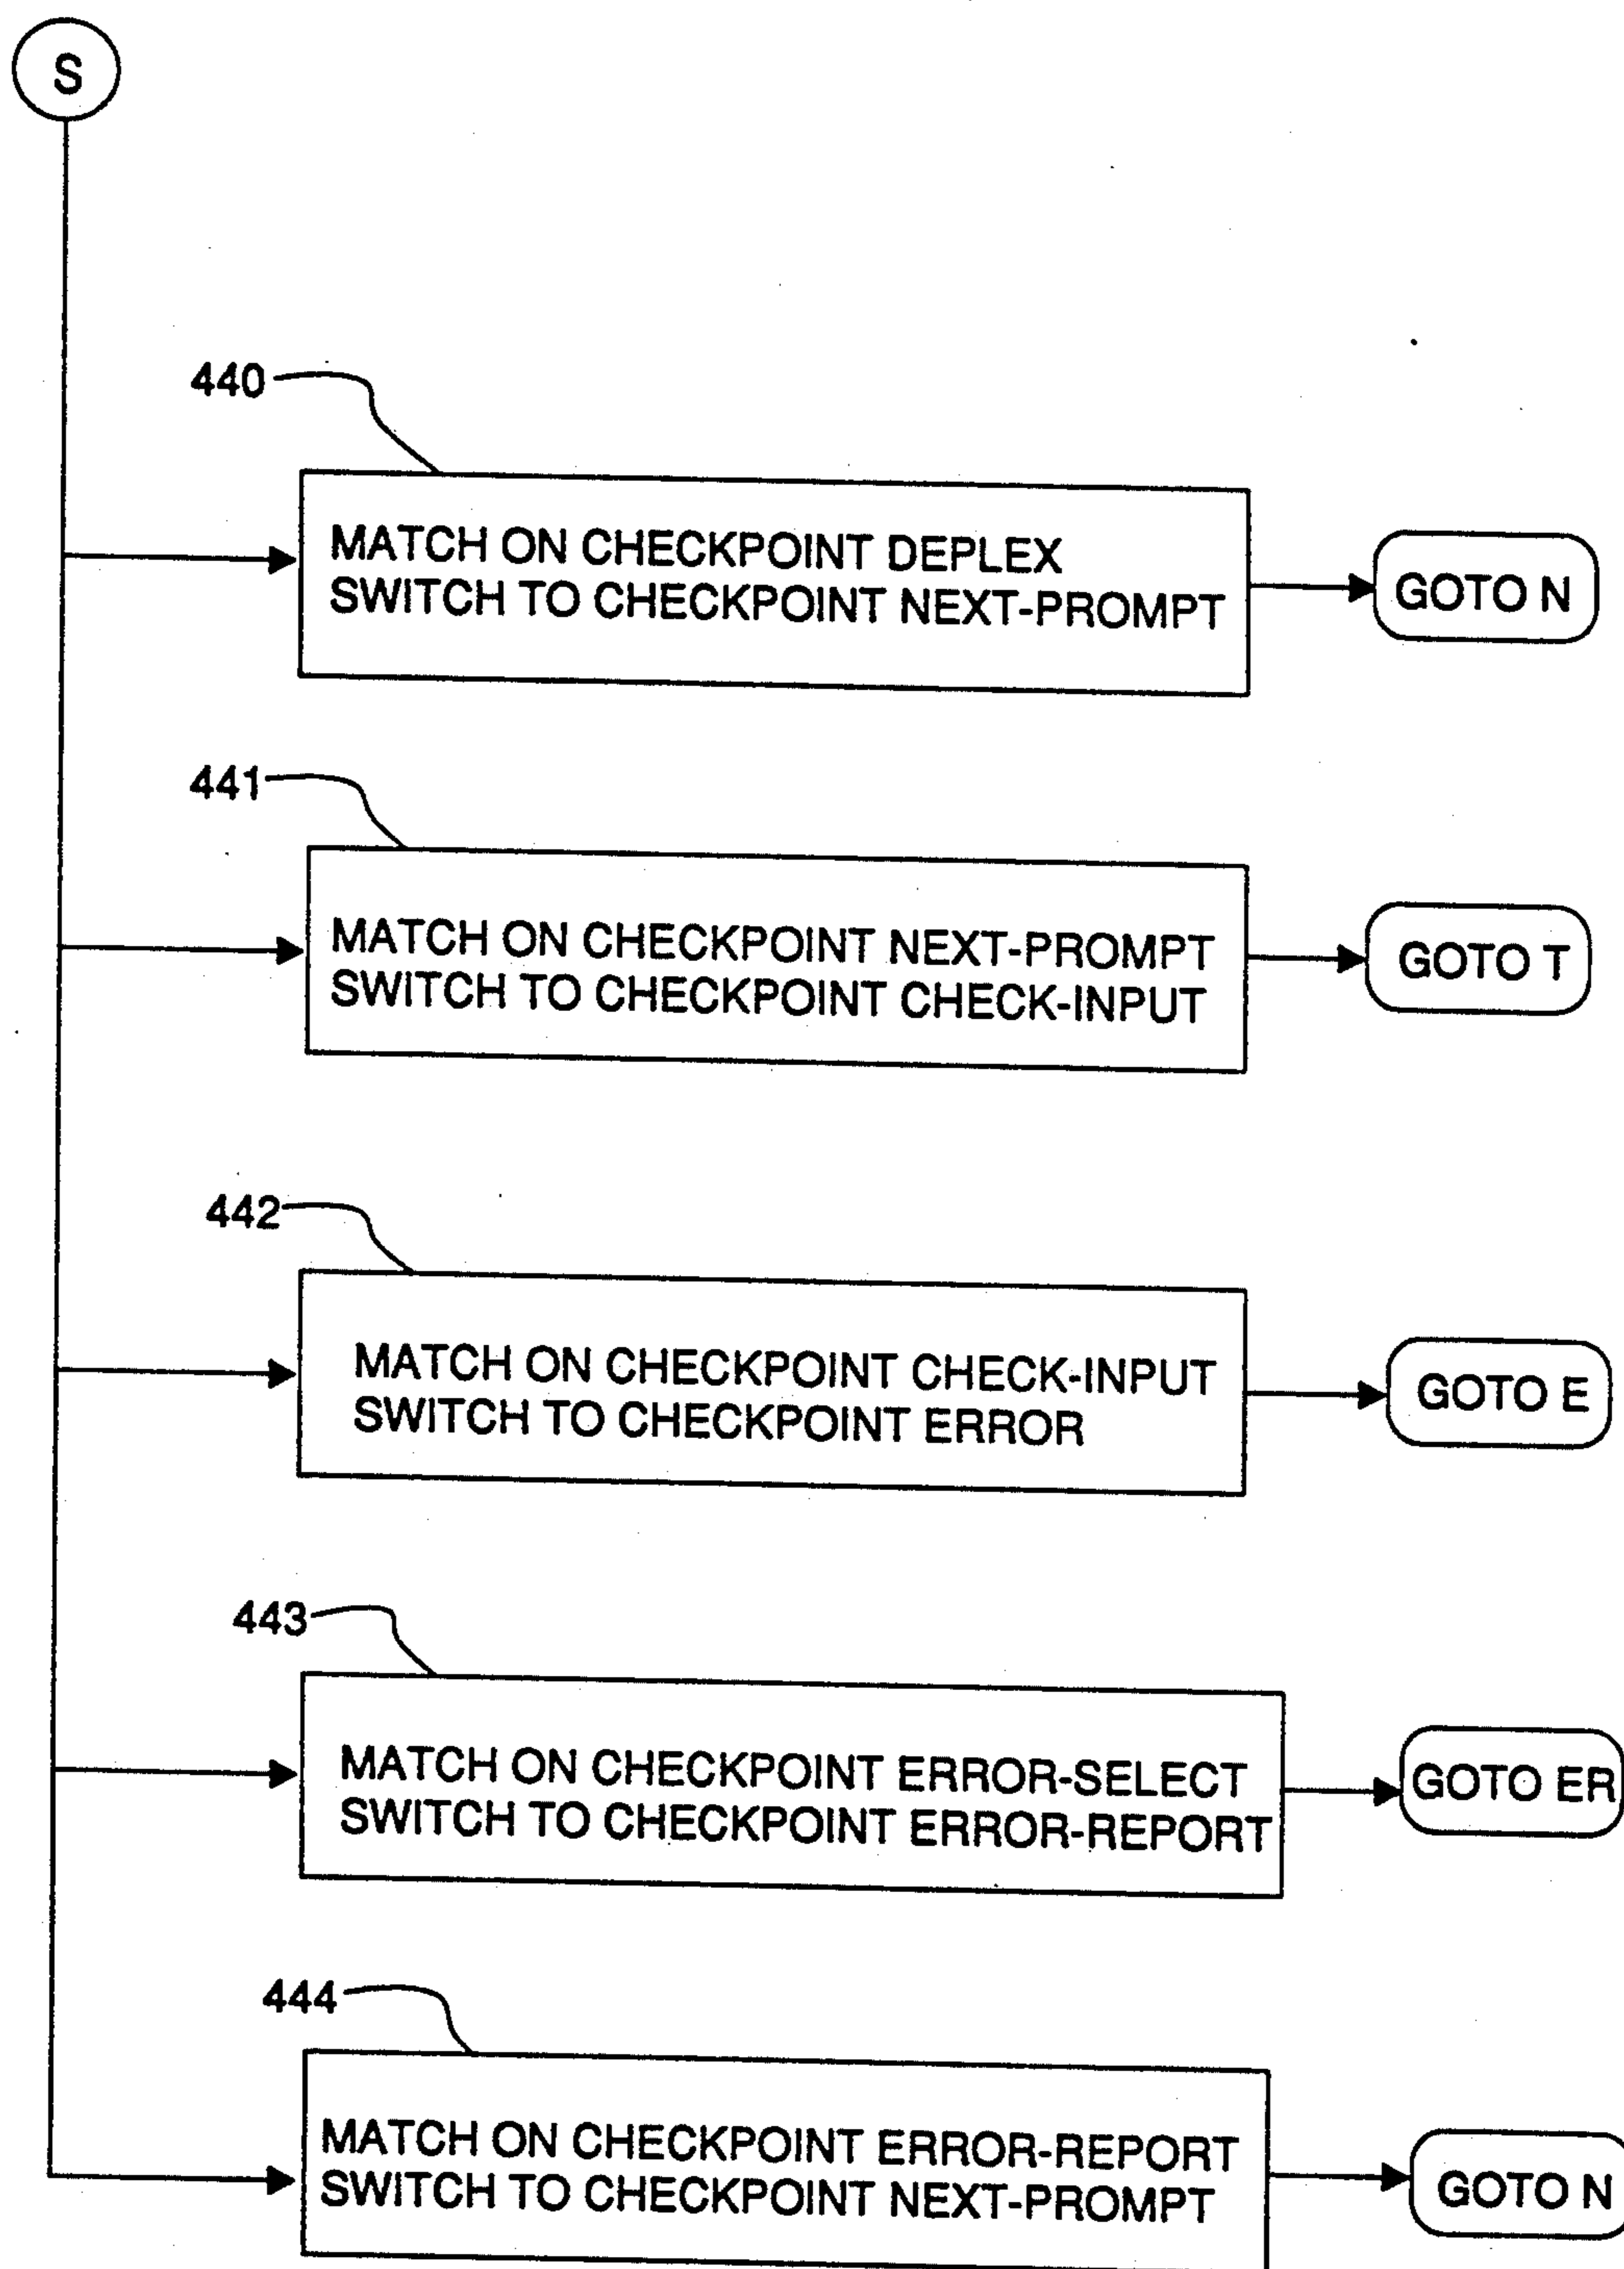 S
440
MATCH ON CHECKPOINT DEPLEX
SWITCH TO CHECKPOINT NEXT-PROMPT
GOTO N
441
MATCH ON CHECKPOINT NEXT-PROMPT
SWITCH TO CHECKPOINT CHECK-INPUT
GOTO T
442
MATCH ON CHECKPOINT CHECK-INPUT
SWITCH TO CHECKPOINT ERROR
GOTO E
443
MATCH ON CHECKPOINT ERROR-SELECT
SWITCH TO CHECKPOINT ERROR-REPORT
GOTO ER
444
MATCH ON CHECKPOINT ERROR-REPORT
SWITCH TO CHECKPOINT NEXT-PROMPT
GOTO N